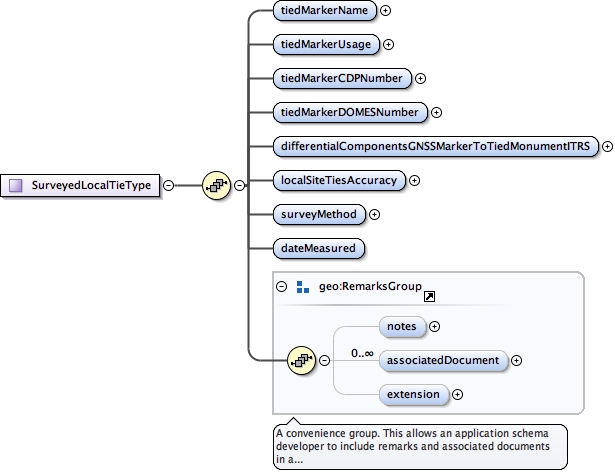 tiedMarkerName
tiedMarkerUsage
tiedMarkerCDPNumber
tiedMarkerDOMESNumber
differentialComponentsGNSSMarkerToTiedMonumentITRS
SurveyedLocalTieType
localSiteTiesAccuracy
surveyMethod
dateMeasured
geo:RemarksGroup
notes
0..∞
associatedDocument
extension
A convenience group. This allows an application schema
developer to include remarks and associated documents
in a...